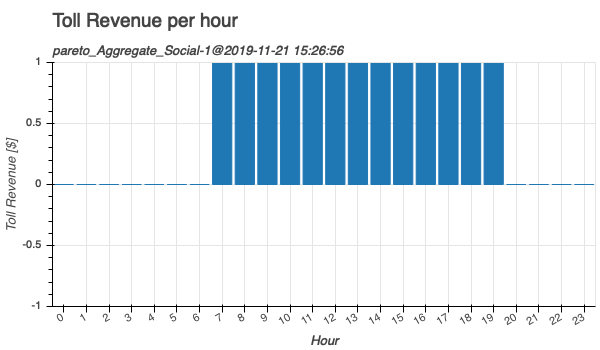 Toll Revenue per hour
pareto_Aggregate_Social-1@2019-11-21 15:26:56
1
0.5
0
-0.5
-1
Toll Revenue [$]
0 1 2 3 4 5 6 7 8 9 10 11 12 13 14 15 16 17 18 19 20 21 22 23
Hour